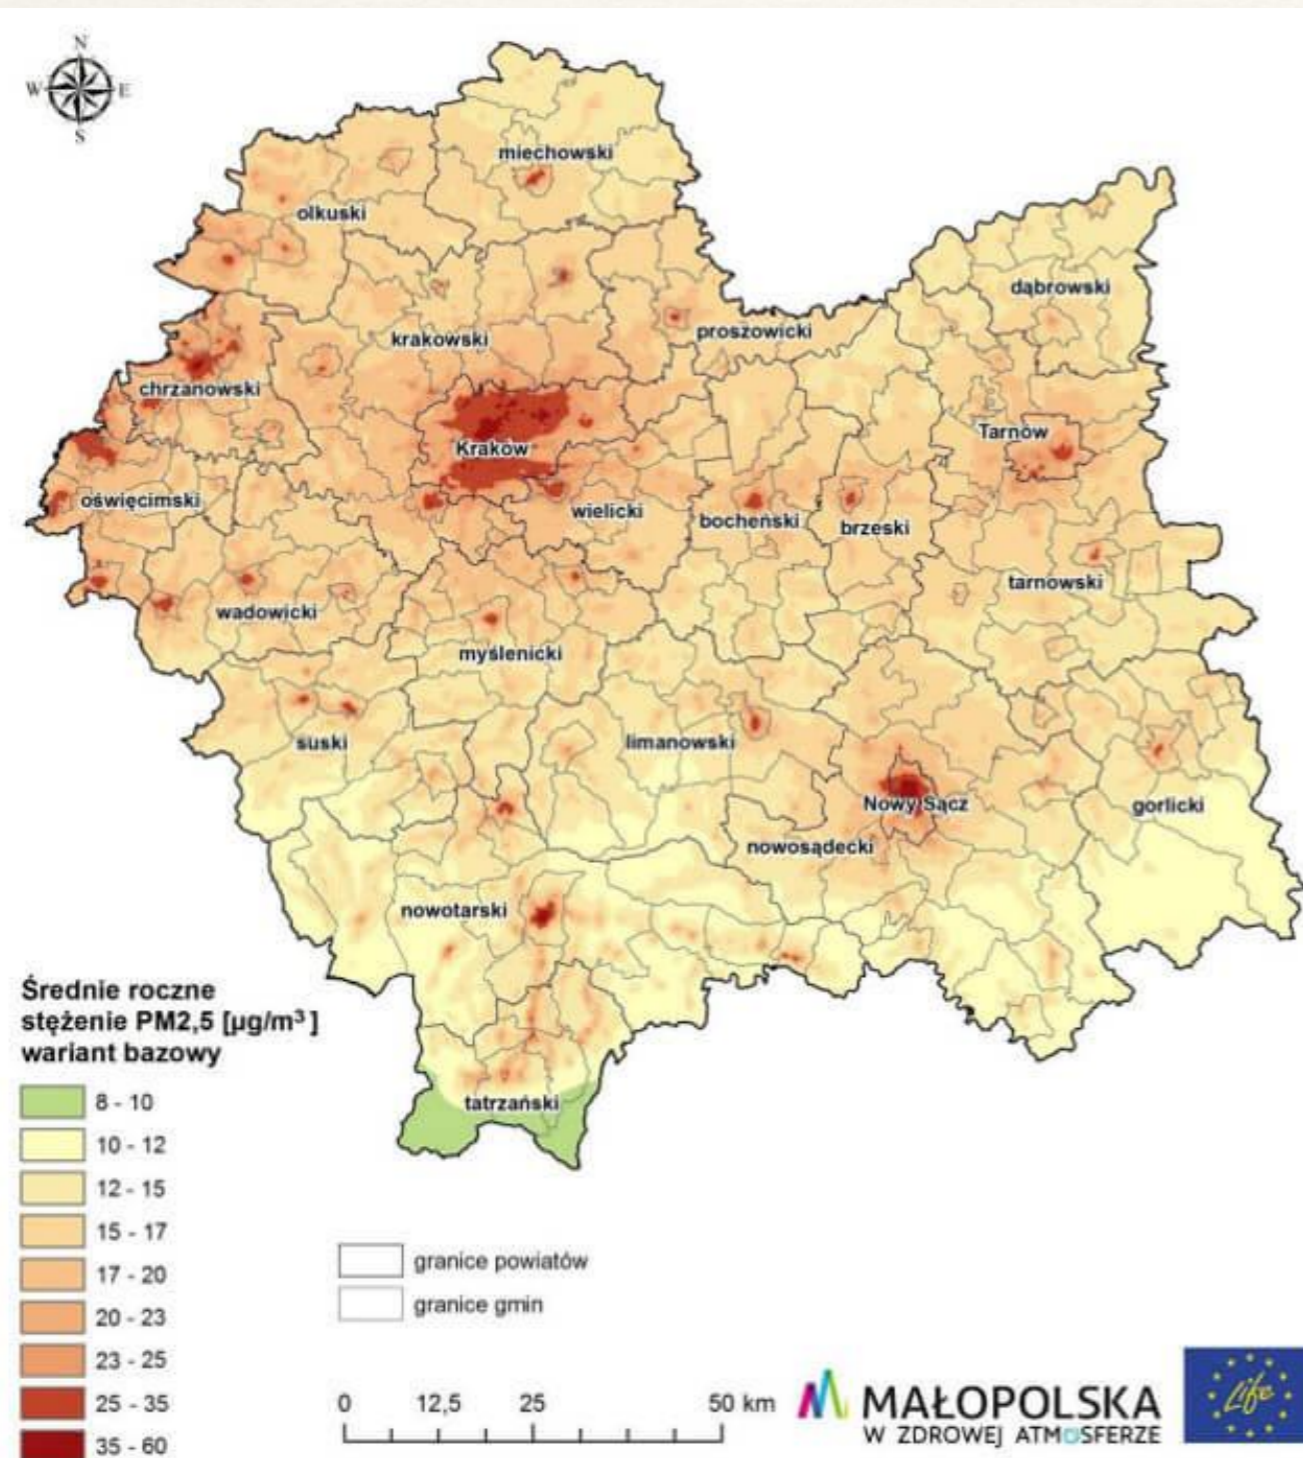 N
W E
S
miechowski
olkuski
dąbrowski
proszowicki
krakowski
chrzanowski
Tarnów
Kraków
oświęcimski
wielicki
bocheński
brzeski
tarnowski
wadowicki
myślenicki
suski
limanowski
Nowy Sącz
gorlicki
nowosądecki
nowotarski
tatrzański
Średnie roczne
stężenie PM2,5 [µg/m³]
wariant bazowy
8 - 10
10 - 12
12 - 15
15 - 17
17 - 20
20 - 23
23 - 25
25 - 35
35 - 60
granice powiatów
granice gmin
0 12,5 25 50 km
MAŁOPOLSKA
W ZDROWEJ ATMOSFERZE
Life